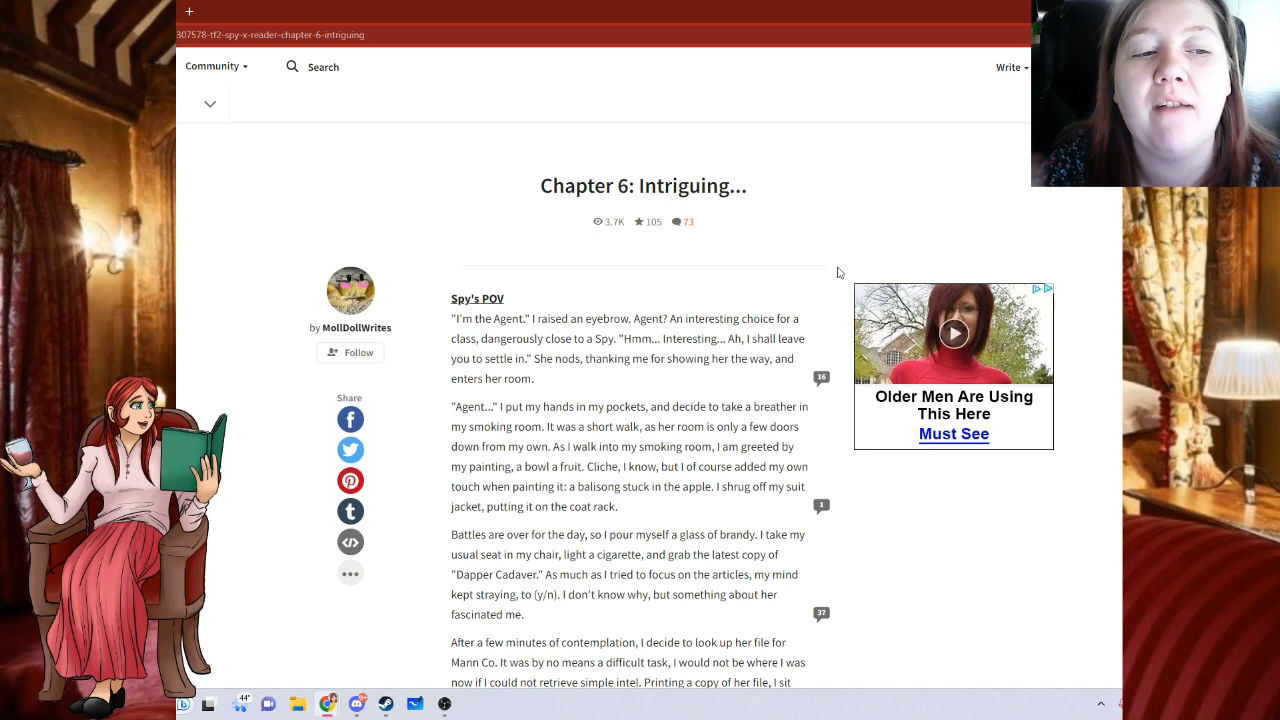 307578-tf2-spy-x-reader-chapter-6-intriguing
Community
Search
Write
Chapter 6: Intriguing...
3.7K 105 73
by MollDollWrites
Follow
Share
Spy's POV
"I'm the Agent." I raised an eyebrow. Agent? An interesting choice for a
class, dangerously close to a Spy. "Hmm... Interesting... Ah, I shall leave
you to settle in." She nods, thanking me for showing her the way, and
enters her room.
16
"Agent..." I put my hands in my pockets, and decide to take a breather in
my smoking room. It was a short walk, as her room is only a few doors
down from my own. As I walk into my smoking room, I am greeted by
my painting, a bowl a fruit. Cliche, I know, but I of course added my own
touch when painting it: a balisong stuck in the apple. I shrug off my suit
jacket, putting it on the coat rack.
1
Battles are over for the day, so I pour myself a glass of brandy. I take my
usual seat in my chair, light a cigarette, and grab the latest copy of
"Dapper Cadaver." As much as I tried to focus on the articles, my mind
kept straying, to (y/n). I don't know why, but something about her
fascinated me.
37
After a few minutes of contemplation, I decide to look up her file for
Mann Co. It was by no means a difficult task, I would not be where I was
now if I could not retrieve simple intel. Printing a copy of her file, I sit
Older Men Are Using
This Here
Must See
44°